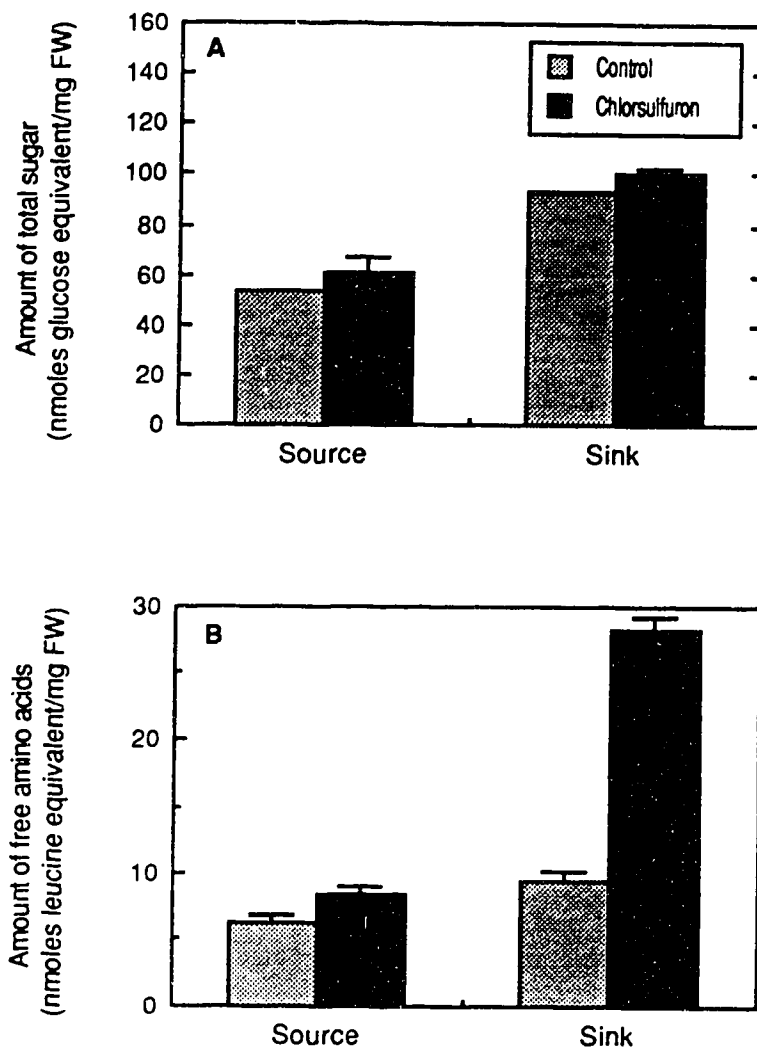 A
Control
Chlorsulfuron
Amount of total sugar
(nmoles glucose equivalent/mg FW)
160
140
120
100
80
60
40
20
0
Source
Sink
B
Amount of free amino acids
(nmoles leucine equivalent/mg FW)
30
20
10
0
Source
Sink